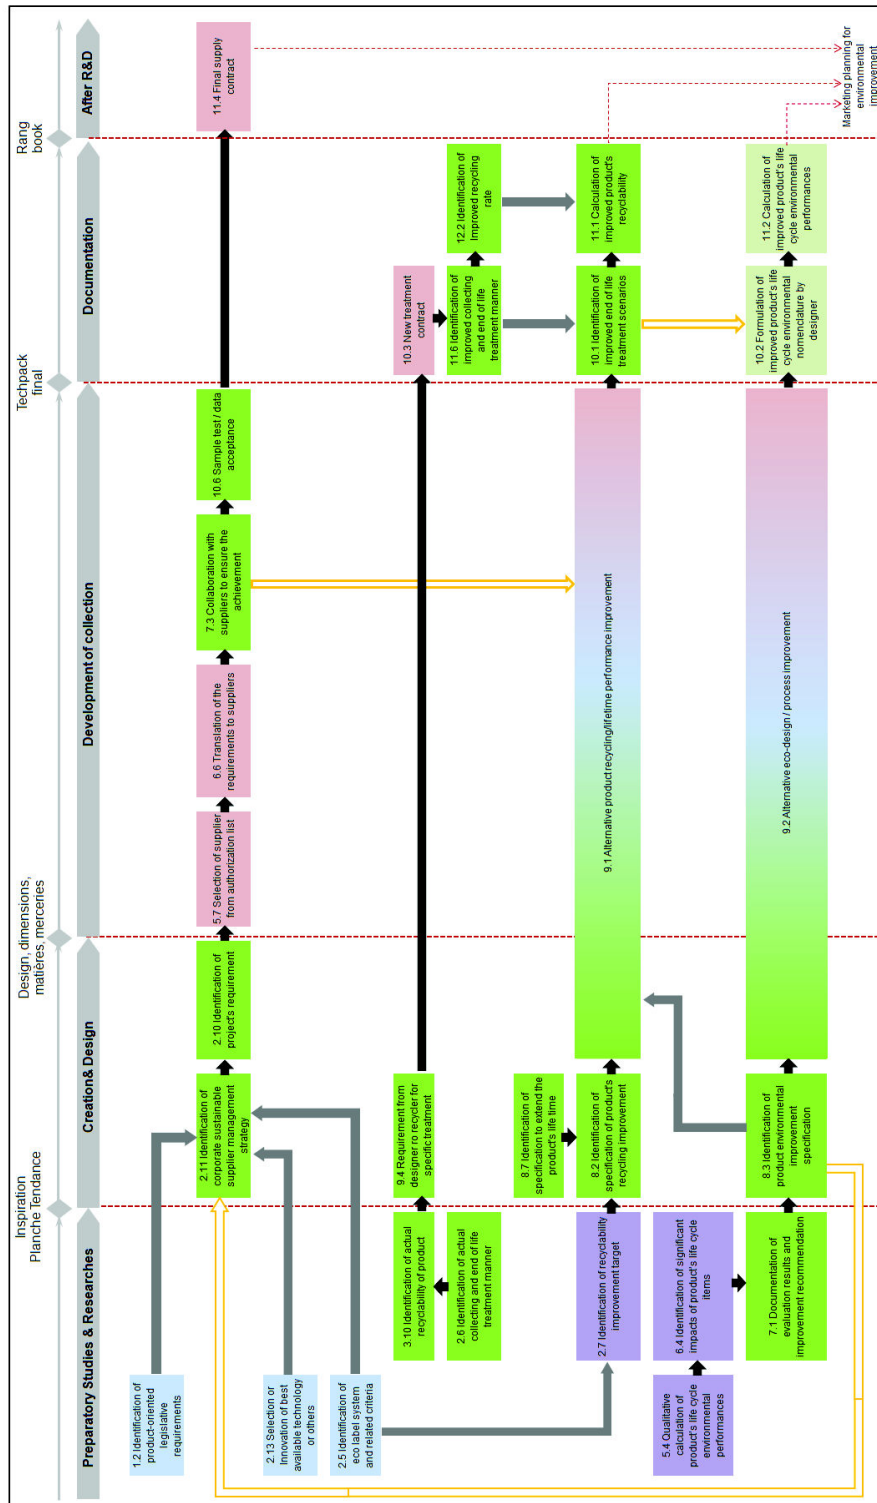 Inspiration
Planche Tendance
Design, dimensions,
matières, merceries
Techpack
final
Rang
book
Preparatory Studies & Researches
Creation& Design
Development of collection
Documentation
After R&D
1.2 Identification of
product-oriented
legislative
requirements
2.11 Identification of
corporate sustainable
supplier management
strategy
2.10 Identification of
project's requirement
5.7 Selection of supplier
from authorization list
6.6 Translation of the
requirements to suppliers
7.3 Collaboration with
suppliers to ensure the
achievement
10.6 Sample test / data
acceptance
11.4 Final supply
contract
2.13 Selection or
Innovation of best
available technology
or others
2.5 Identification of
eco label system
and related criteria
3.10 Identification of actual
recyclability of product
9.4 Requirement from
designer ro recycler for
specific treatment
10.3 New treatment
contract
2.6 Identification of actual
collecting and end of life
treatment manner
11.6 Identification of
improved collecting
and end of life
treatment manner
12.2 Identification of
Improved recycling
rate
8.7 Identification of
specification to extend the
product's life time
2.7 Identification of recyclability
improvement target
8.2 Identification of
specification of product's
recycling improvement
9.1 Alternative product recycling/lifetime performance improvement
10.1 Identification of
improved end of life
treatment scenarios
11.1 Calculation of
improved product's
recyclability
5.4 Qualitative
calculation of
product's life cycle
environmental
performances
6.4 Identification of significant
impacts of product's life cycle
items
7.1 Documentation of
evaluation results and
improvement recommendation
8.3 Identification of
product environmental
improvement
specification
9.2 Alternative eco-design / process improvement
10.2 Formulation of
improved product's life
cycle environmental
nomenclature by
designer
11.2 Calculation of
improved product's life
cycle environmental
performances
Marketing planning for
environmental
improvement